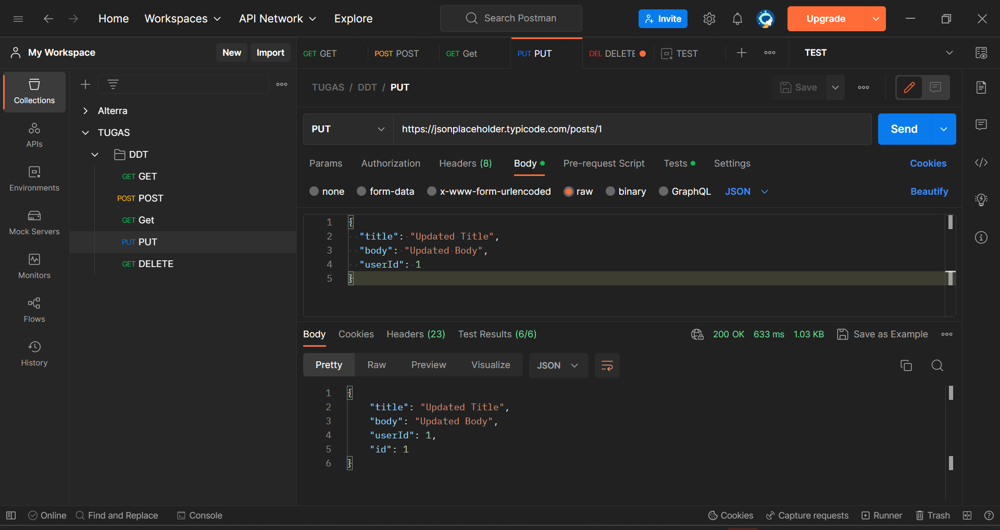 Home Workspaces API Network Explore Search Postman Invite Upgrade
My Workspace New Import
GET GET POST POST GET Get PUT PUT DEL DELETE TEST TEST
Collections
APIs
Environments
Mock Servers
Monitors
Flows
History
Alterra
TUGAS
DDT
GET GET
POST POST
GET Get
PUT PUT
GET DELETE
TUGAS / DDT / PUT Save
PUT https://jsonplaceholder.typicode.com/posts/1 Send
Params Authorization Headers (8) Body Pre-request Script Tests Settings Cookies
none form-data x-www-form-urlencoded raw binary GraphQL JSON Beautify
1 {
2 "title": "Updated Title",
3 "body": "Updated Body",
4 "userId": 1
5 }
Body Cookies Headers (23) Test Results (6/6) 200 OK 633 ms 1.03 KB Save as Example
Pretty Raw Preview Visualize JSON
1 {
2 "title": "Updated Title",
3 "body": "Updated Body",
4 "userId": 1,
5 "id": 1
6 }
Online Find and Replace Console Cookies Capture requests Runner Trash